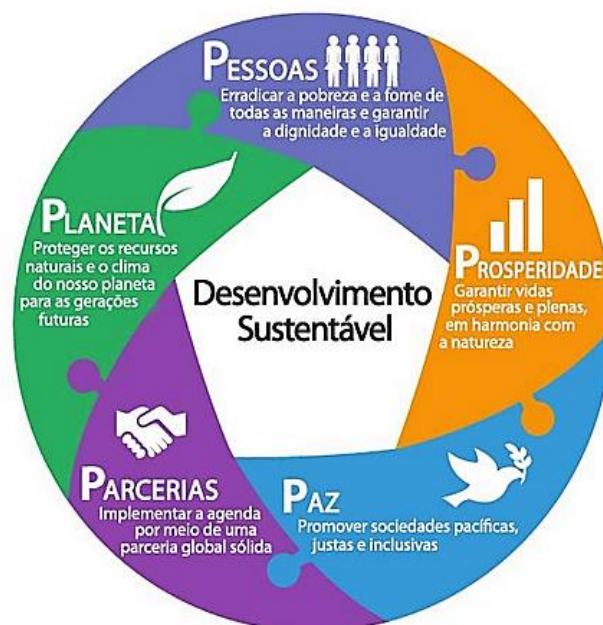 PESSOAS
Erradicar a pobreza e a fome de
todas as maneiras e garantir
a dignidade e a igualdade
PROSPERIDADE
Garantir vidas
prósperas e plenas,
em harmonia com
a natureza
PAZ
Promover sociedades pacíficas,
justas e inclusivas
PARCERIAS
Implementar a agenda
por meio de uma
parceria global sólida
PLANETA
Proteger os recursos
naturais e o clima
do nosso planeta
para as gerações
futuras
Desenvolvimento
Sustentável